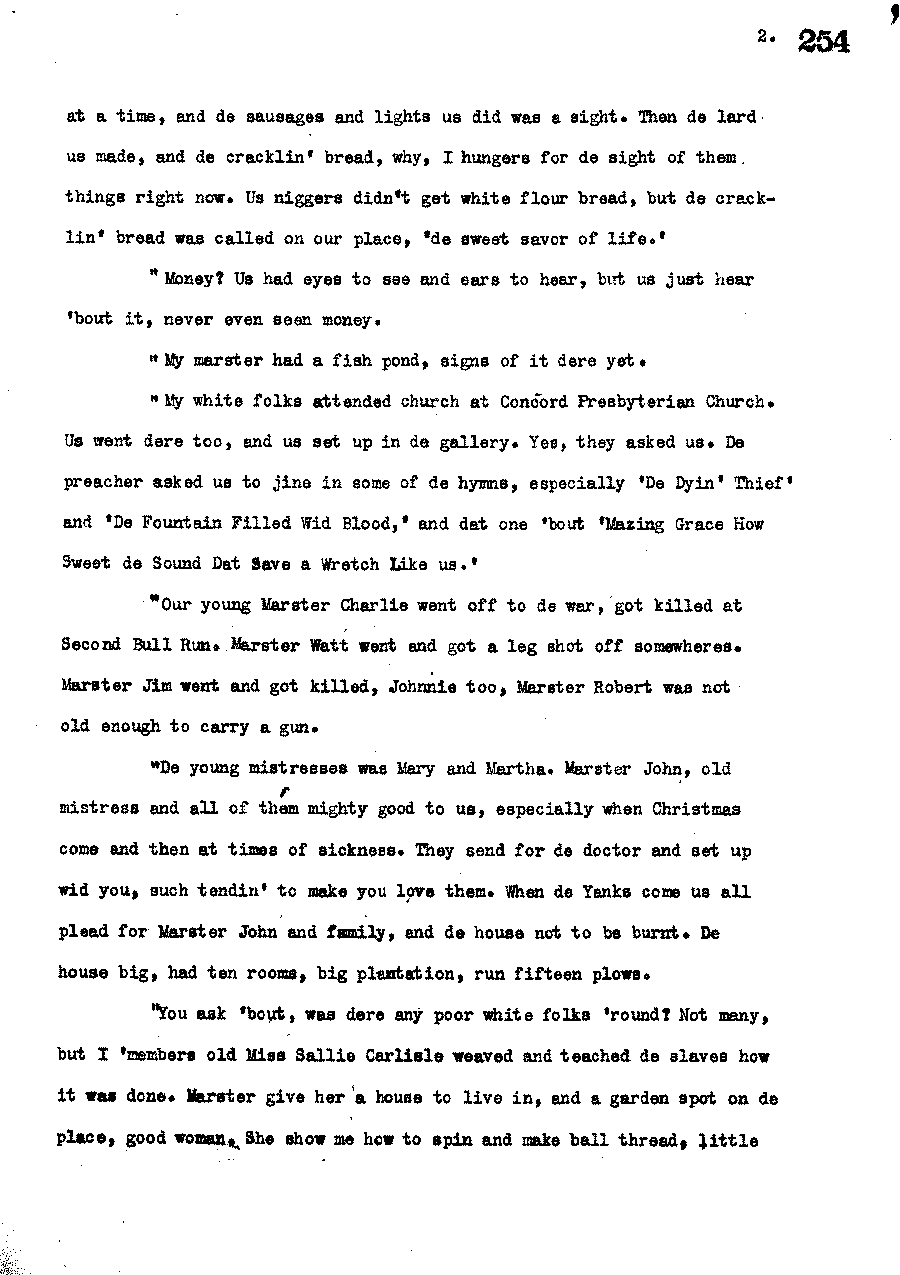 2. 254
at a time, and de sausages and lights us did was a sight. Then de lard
us made, and de cracklin' bread, why, I hungers for de sight of them
things right now. Us niggers didn't get white flour bread, but de crack-
lin' bread was called on our place, 'de sweet savor of life.'
" Money? Us had eyes to see and ears to hear, but us just hear
'bout it, never even seen money.
" My marster had a fish pond, signs of it dere yet.
" My white folks attended church at Concord Presbyterian Church.
Us went dere too, and us set up in de gallery. Yes, they asked us. De
preacher asked us to jine in some of de hymns, especially 'De Dyin' Thief'
and 'De Fountain Filled Wid Blood,' and dat one 'bout 'Mazing Grace How
Sweet de Sound Dat Save a Wretch Like us.'
"Our young Marster Charlie went off to de war, got killed at
Second Bull Run. Marster Watt went and got a leg shot off somewheres.
Marster Jim went and got killed, Johnnie too, Marster Robert was not
old enough to carry a gun.
"De young mistresses was Mary and Martha. Marster John, old
mistress and all of them mighty good to us, especially when Christmas
come and then at times of sickness. They send for de doctor and set up
wid you, such tendin' to make you love them. When de Yanks come us all
plead for Marster John and family, and de house not to be burnt. De
house big, had ten rooms, big plantation, run fifteen plows.
"You ask 'bout, was dere any poor white folks 'round? Not many,
but I 'members old Miss Sallie Carlisle weaved and teached de slaves how
it was done. Marster give her a house to live in, and a garden spot on de
place, good woman. She show me how to spin and make ball thread, little